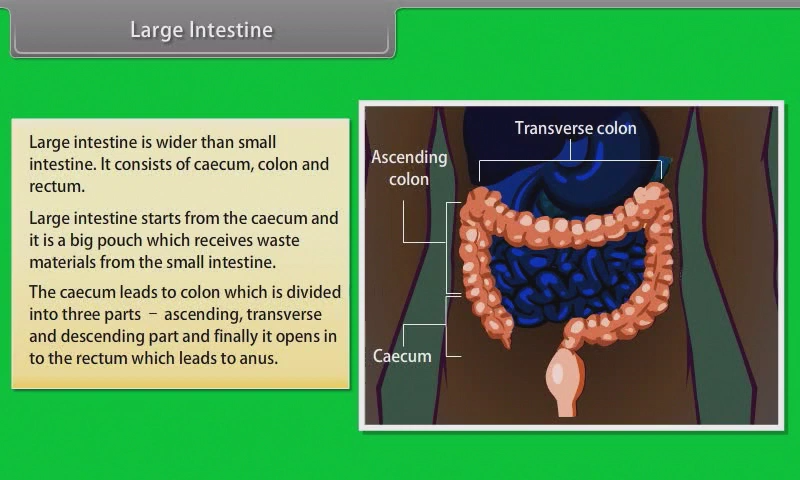 Large Intestine
Large intestine is wider than small
intestine. It consists of caecum, colon and
rectum.
Large intestine starts from the caecum and
it is a big pouch which receives waste
materials from the small intestine.
The caecum leads to colon which is divided
into three parts – ascending, transverse
and descending part and finally it opens in
to the rectum which leads to anus.
Transverse colon
Ascending
colon
Caecum